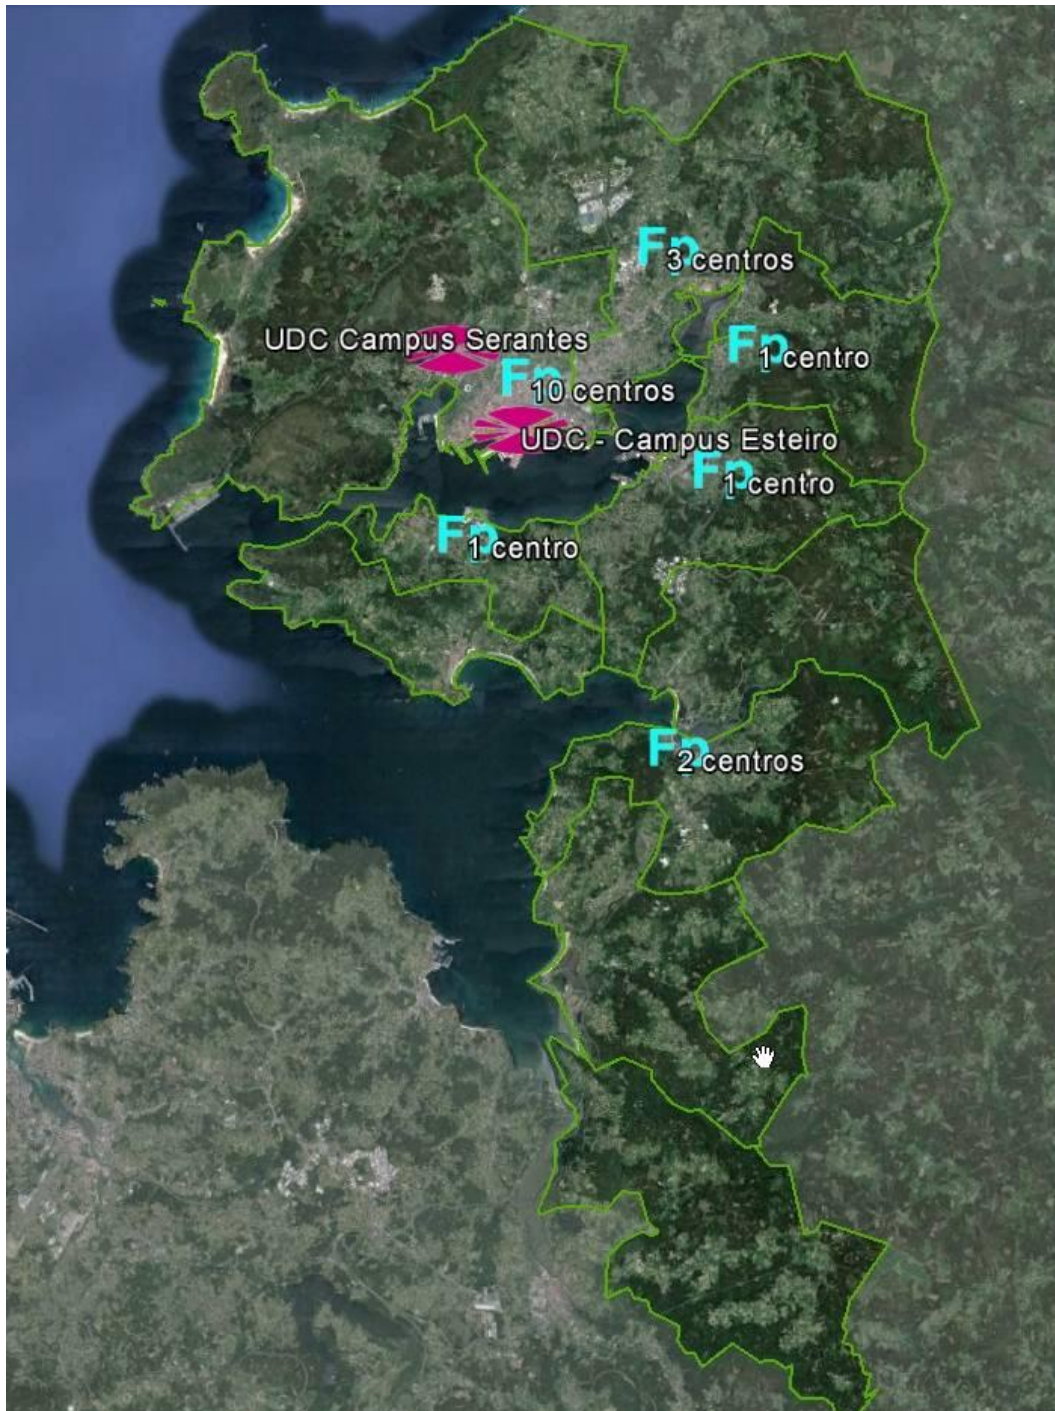 Fp
3 centros
UDC Campus Serantes
Fp
1 centro
Fp
10 centros
UDC - Campus Esteiro
Fp
1 centro
Fp
1 centro
Fp
2 centros